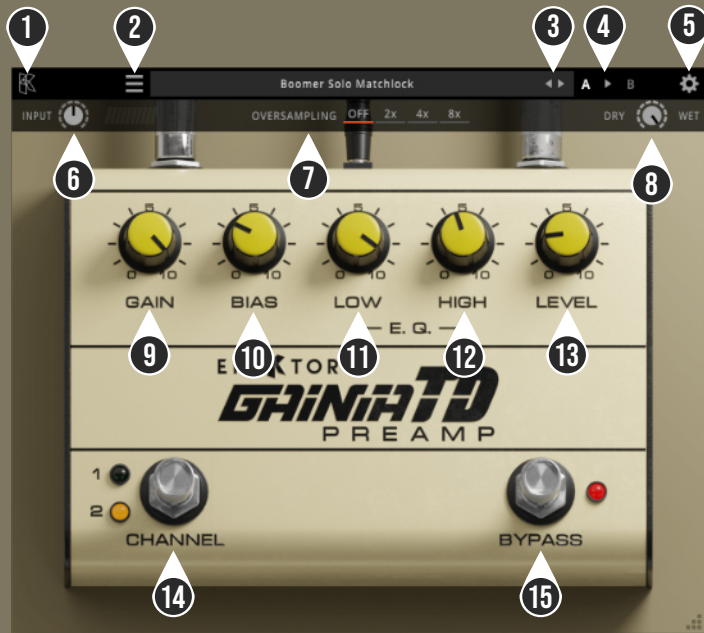 1 2 3 4 5
Boomer Solo Matchlock A B
INPUT OVERSAMPLING OFF 2x 4x 8x DRY WET
6 7 8
5 5 5 5 5
0 10 0 10 0 10 0 10 0 10
GAIN BIAS LOW HIGH LEVEL
E. Q.
9 10 11 12 13
GAINIATD
PREAMP
1
2
CHANNEL BYPASS
14 15